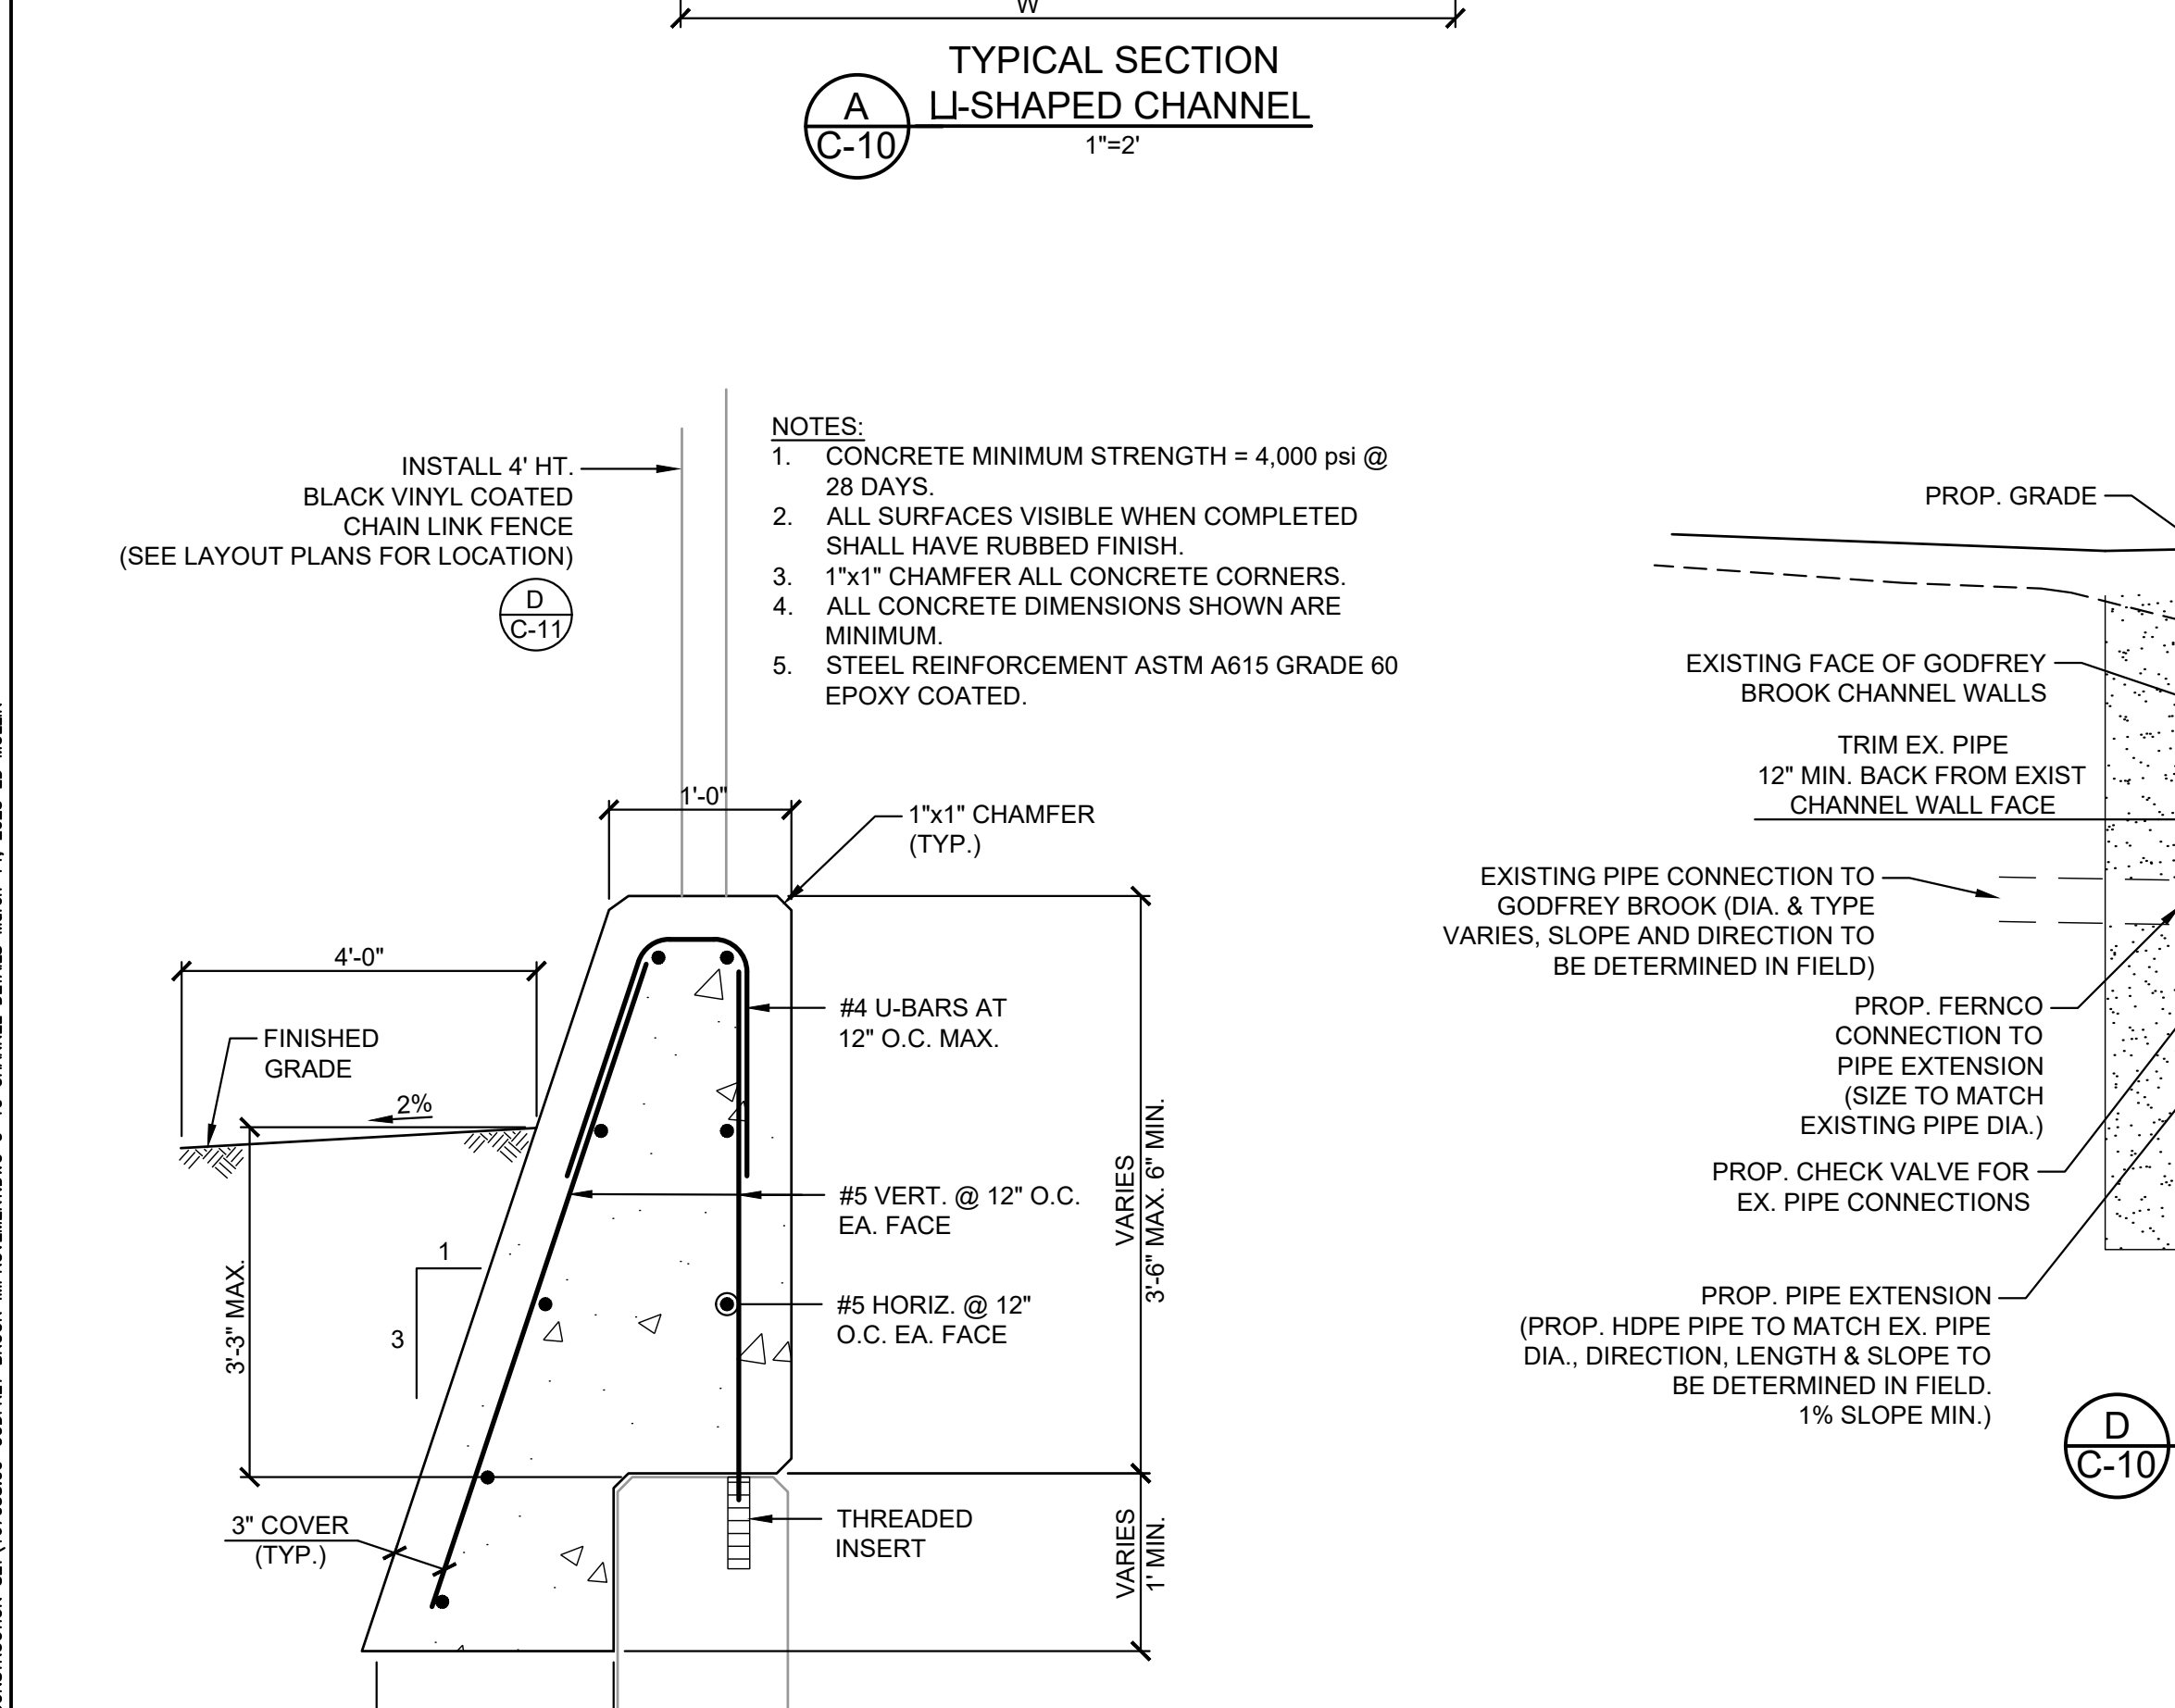 W
TYPICAL SECTION
A
C-10
U-SHAPED CHANNEL
1"=2'
INSTALL 4' HT.
BLACK VINYL COATED
CHAIN LINK FENCE
(SEE LAYOUT PLANS FOR LOCATION)
D
C-11
NOTES:
1. CONCRETE MINIMUM STRENGTH = 4,000 psi @
28 DAYS.
2. ALL SURFACES VISIBLE WHEN COMPLETED
SHALL HAVE RUBBED FINISH.
3. 1"x1" CHAMFER ALL CONCRETE CORNERS.
4. ALL CONCRETE DIMENSIONS SHOWN ARE
MINIMUM.
5. STEEL REINFORCEMENT ASTM A615 GRADE 60
EPOXY COATED.
1'-0"
1"x1" CHAMFER
(TYP.)
4'-0"
FINISHED
GRADE
2%
#4 U-BARS AT
12" O.C. MAX.
#5 VERT. @ 12" O.C.
EA. FACE
#5 HORIZ. @ 12"
O.C. EA. FACE
1
3
3'-3" MAX.
VARIES
3'-6" MAX. 6" MIN.
3" COVER
(TYP.)
THREADED
INSERT
VARIES
1' MIN.
PROP. GRADE
EXISTING FACE OF GODFREY
BROOK CHANNEL WALLS
TRIM EX. PIPE
12" MIN. BACK FROM EXIST
CHANNEL WALL FACE
EXISTING PIPE CONNECTION TO
GODFREY BROOK (DIA. & TYPE
VARIES, SLOPE AND DIRECTION TO
BE DETERMINED IN FIELD)
PROP. FERNCO
CONNECTION TO
PIPE EXTENSION
(SIZE TO MATCH
EXISTING PIPE DIA.)
PROP. CHECK VALVE FOR
EX. PIPE CONNECTIONS
PROP. PIPE EXTENSION
(PROP. HDPE PIPE TO MATCH EX. PIPE
DIA., DIRECTION, LENGTH & SLOPE TO
BE DETERMINED IN FIELD.
1% SLOPE MIN.)
D
C-10